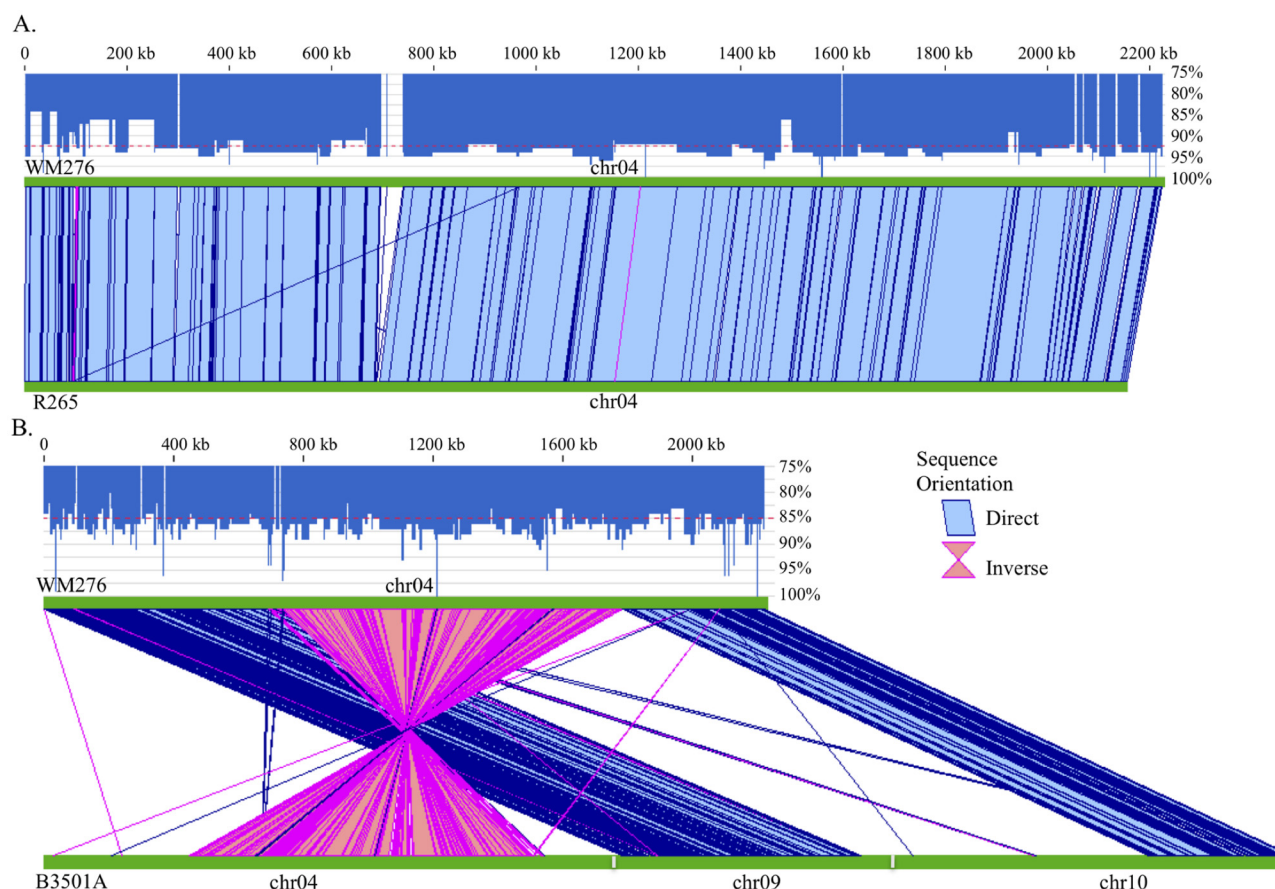 A.
0 200 kb 400 kb 600 kb 800 kb 1000 kb 1200 kb 1400 kb 1600 kb 1800 kb 2000 kb 2200 kb
75%
80%
85%
90%
95%
100%
WM276 chr04
R265 chr04
B.
0 400 kb 800 kb 1200 kb 1600 kb 2000 kb
75%
80%
85%
90%
95%
100%
WM276 chr04
Sequence
Orientation
Direct
Inverse
B3501A chr04 chr09 chr10